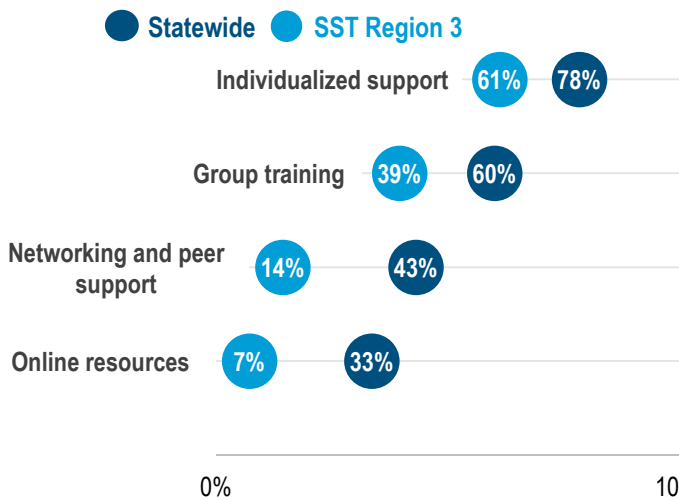 Statewide SST Region 3
Individualized support 61% 78%
Group training 39% 60%
Networking and peer
support
14% 43%
Online resources 7% 33%
0% 10